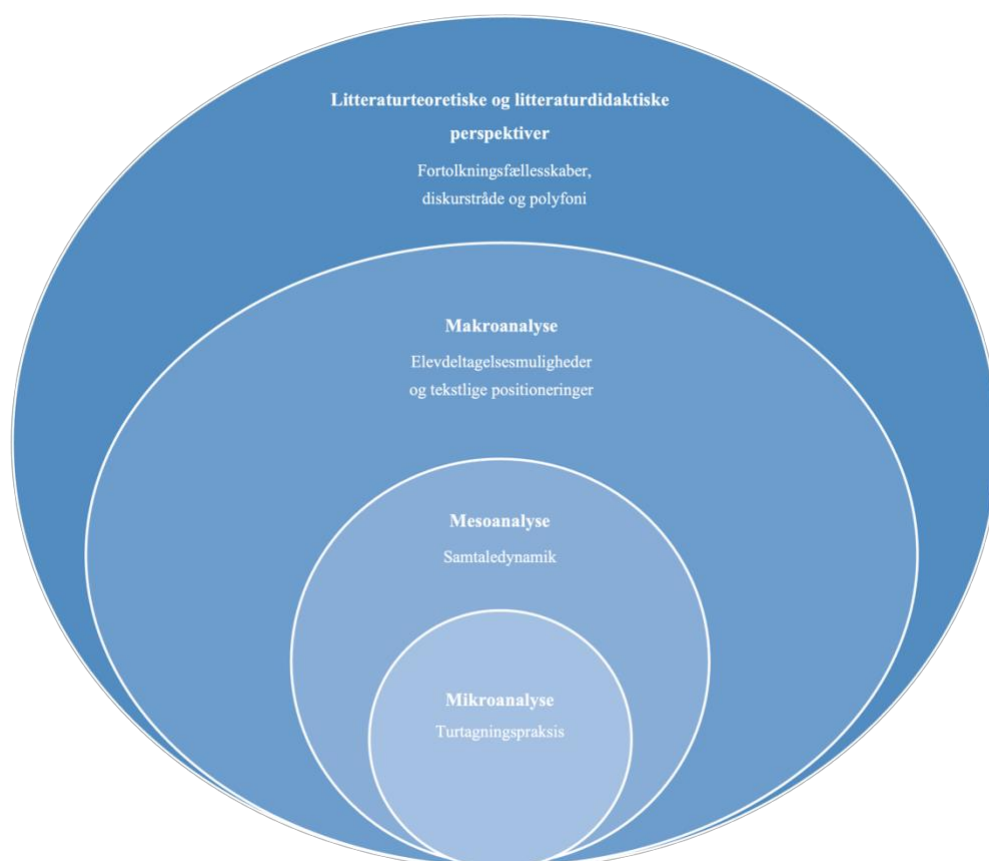 Litteraturteoretiske og litteraturdidaktiske
perspektiver
Fortolkningsfællesskaber,
diskurstråde og polyfoni
Makroanalyse
Elevdeltagelsesmuligheder
og tekstlige positioneringer
Mesoanalyse
Samtaledynamik
Mikroanalyse
Turtagningspraksis